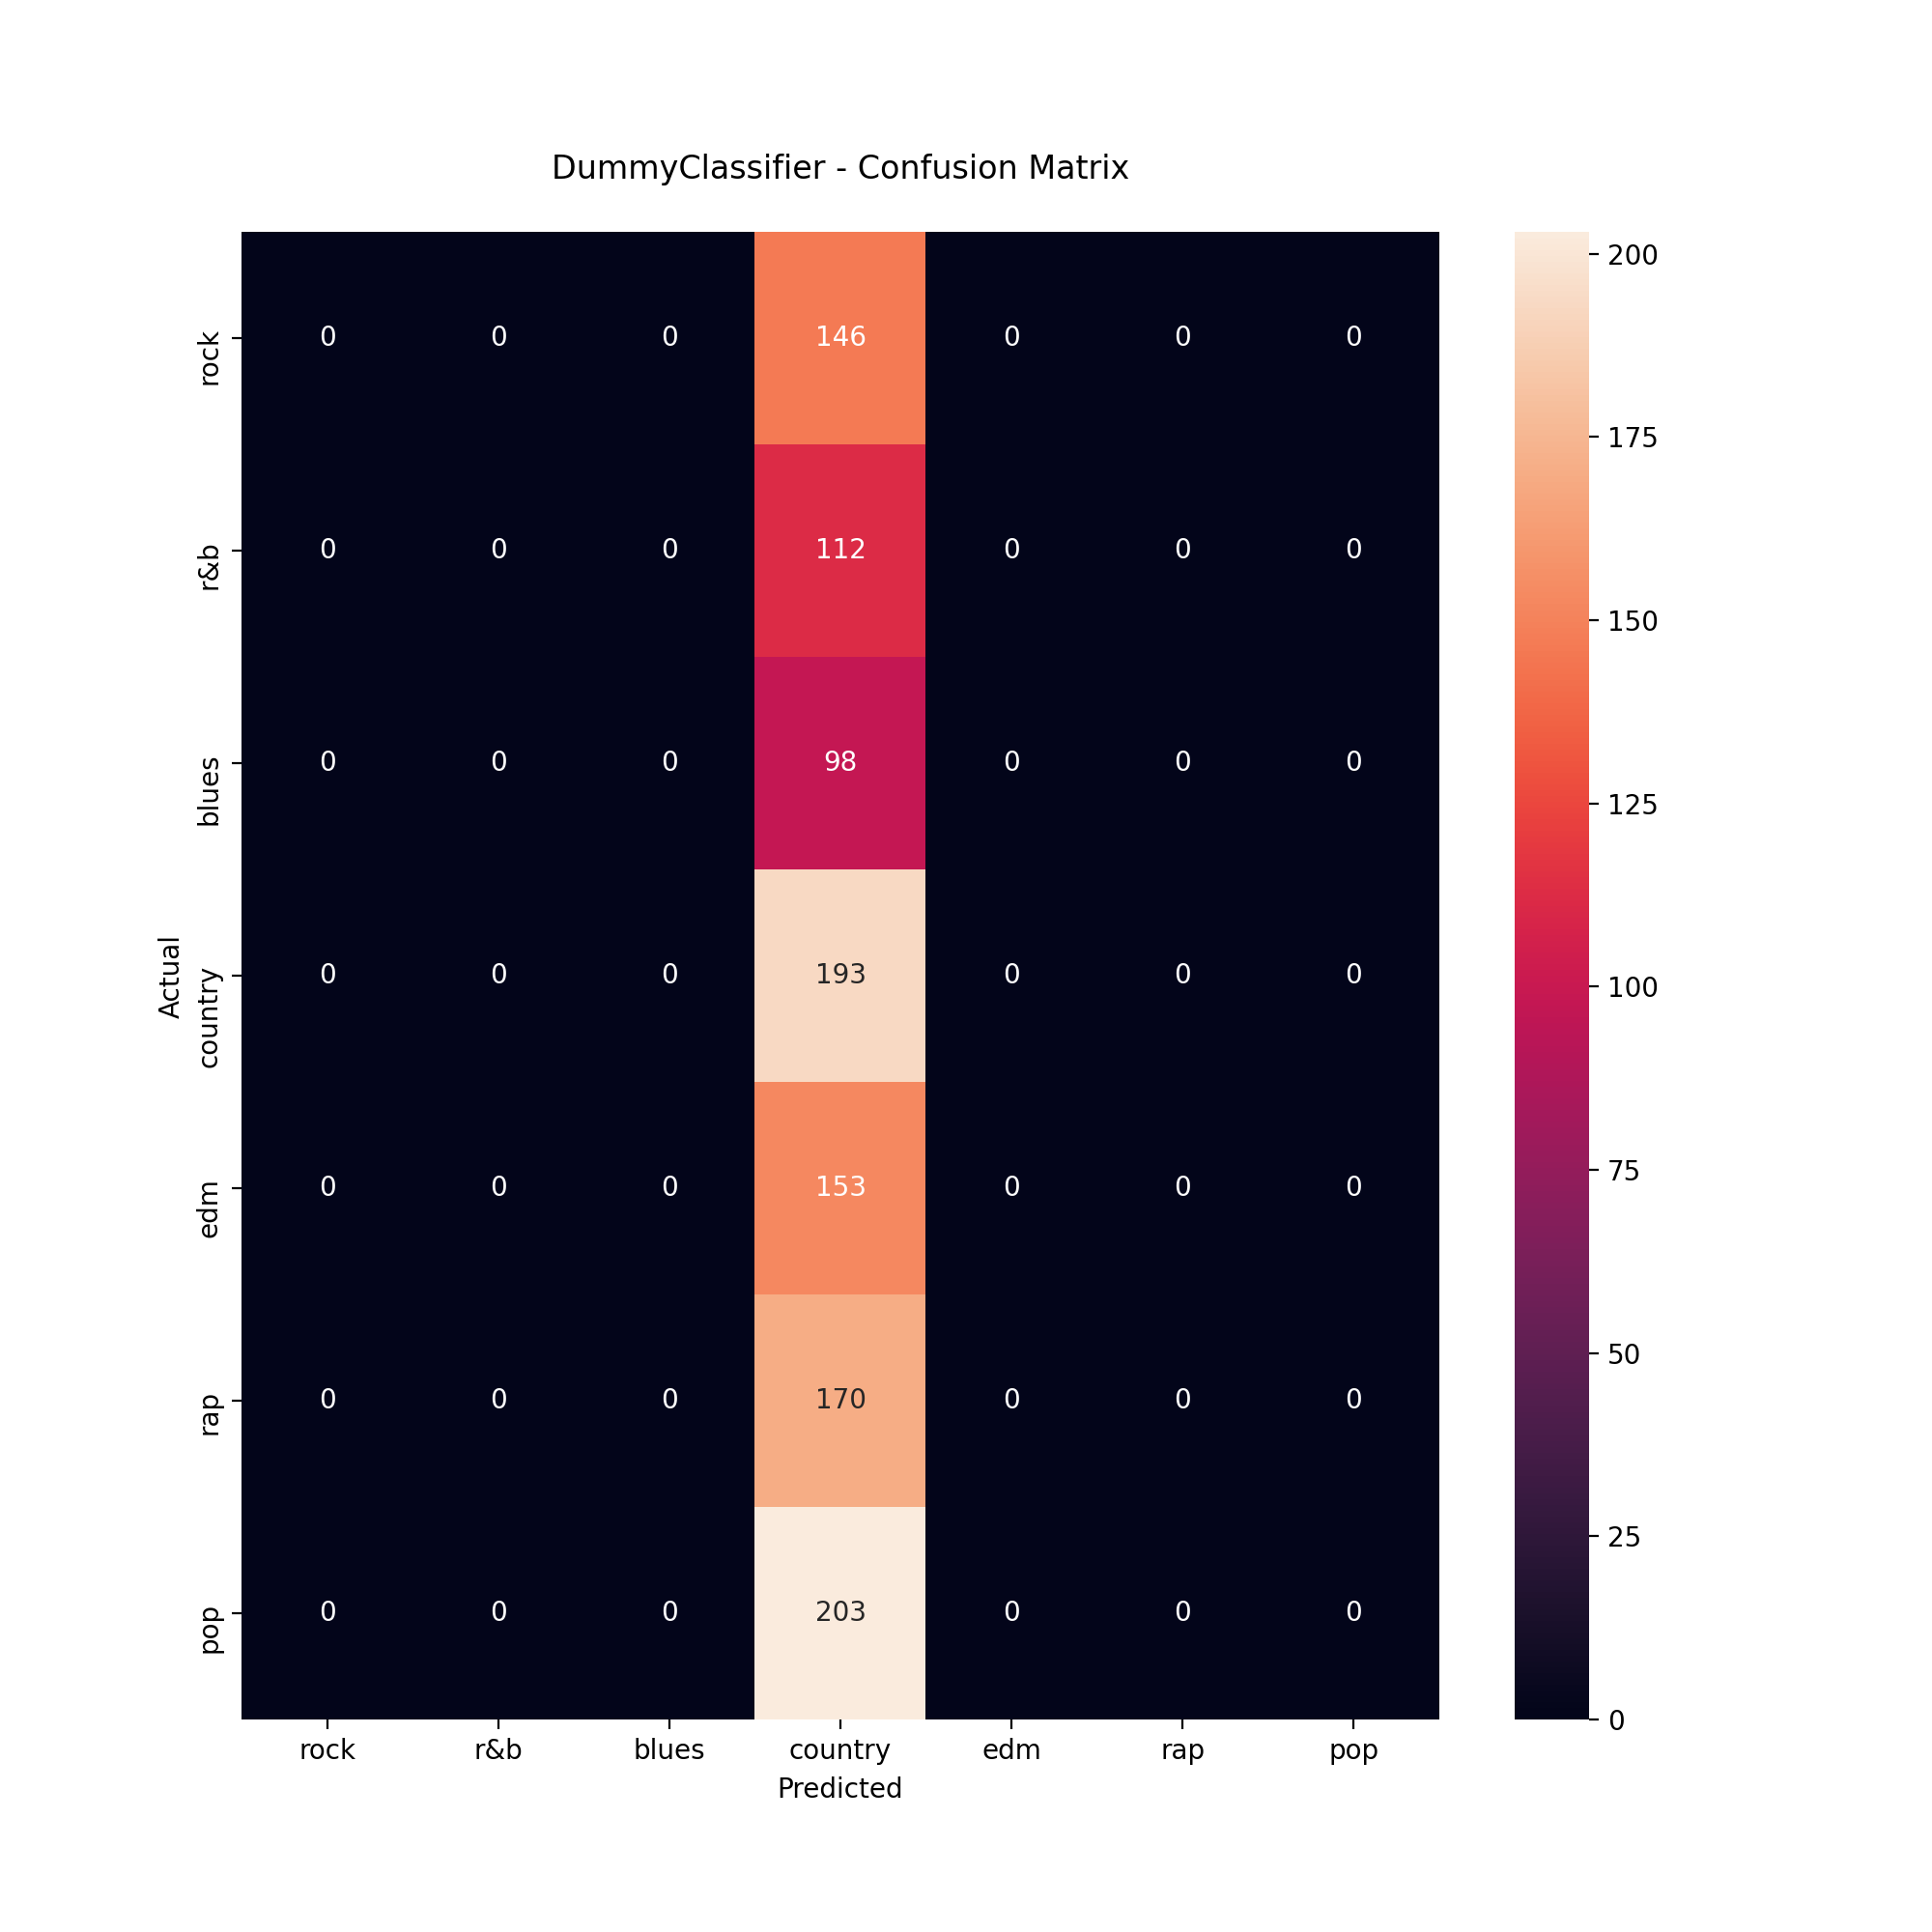 DummyClassifier - Confusion Matrix
rock 0 0 0 146 0 0 0
r&b 0 0 0 112 0 0 0
blues 0 0 0 98 0 0 0
country 0 0 0 193 0 0 0
edm 0 0 0 153 0 0 0
rap 0 0 0 170 0 0 0
pop 0 0 0 203 0 0 0
Actual
rock r&b blues country edm rap pop
Predicted
200
175
150
125
100
75
50
25
0